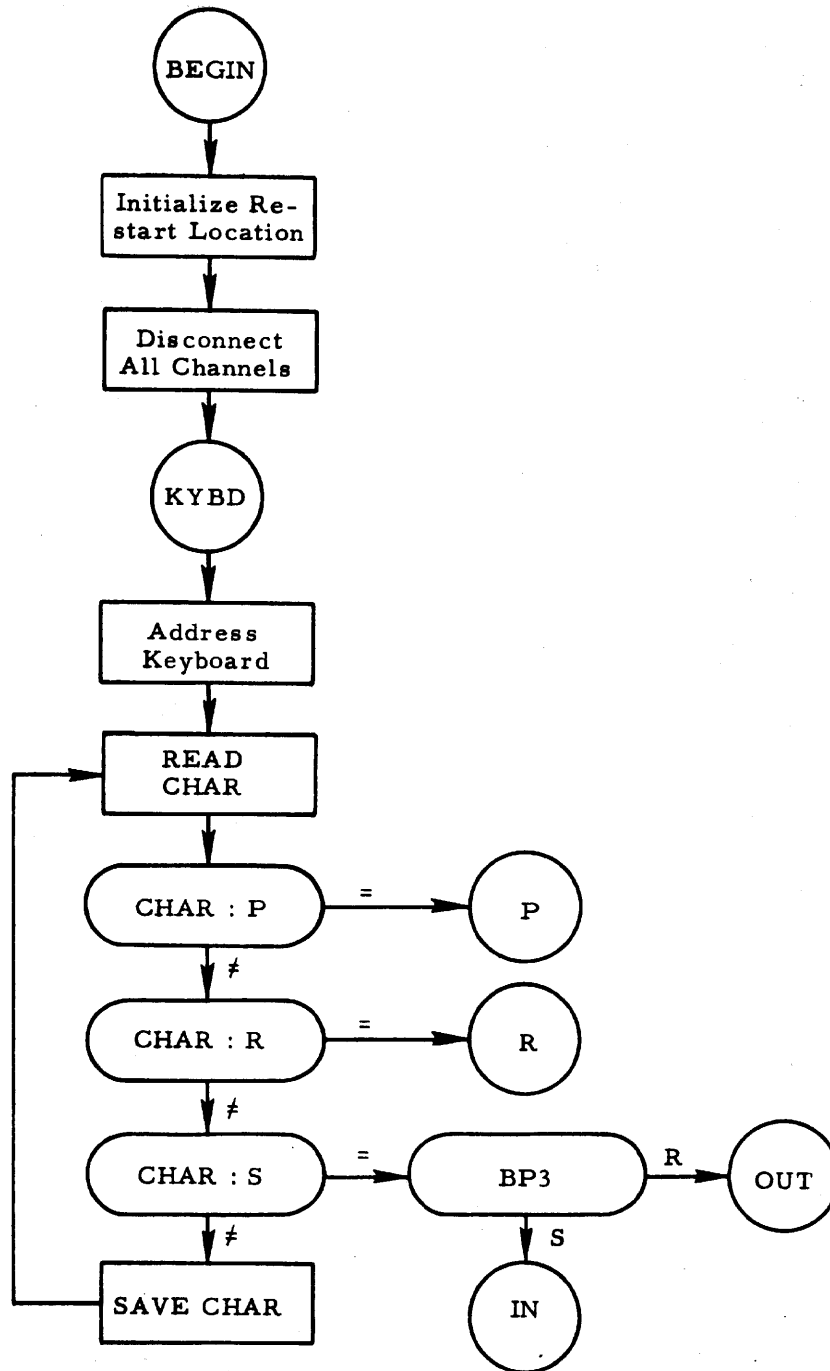 BEGIN
Initialize Re-
start Location
Disconnect
All Channels
KYBD
Address
Keyboard
READ
CHAR
CHAR : P
=
P
≠
CHAR : R
=
R
≠
CHAR : S
=
BP3
R
OUT
≠
S
SAVE CHAR
IN